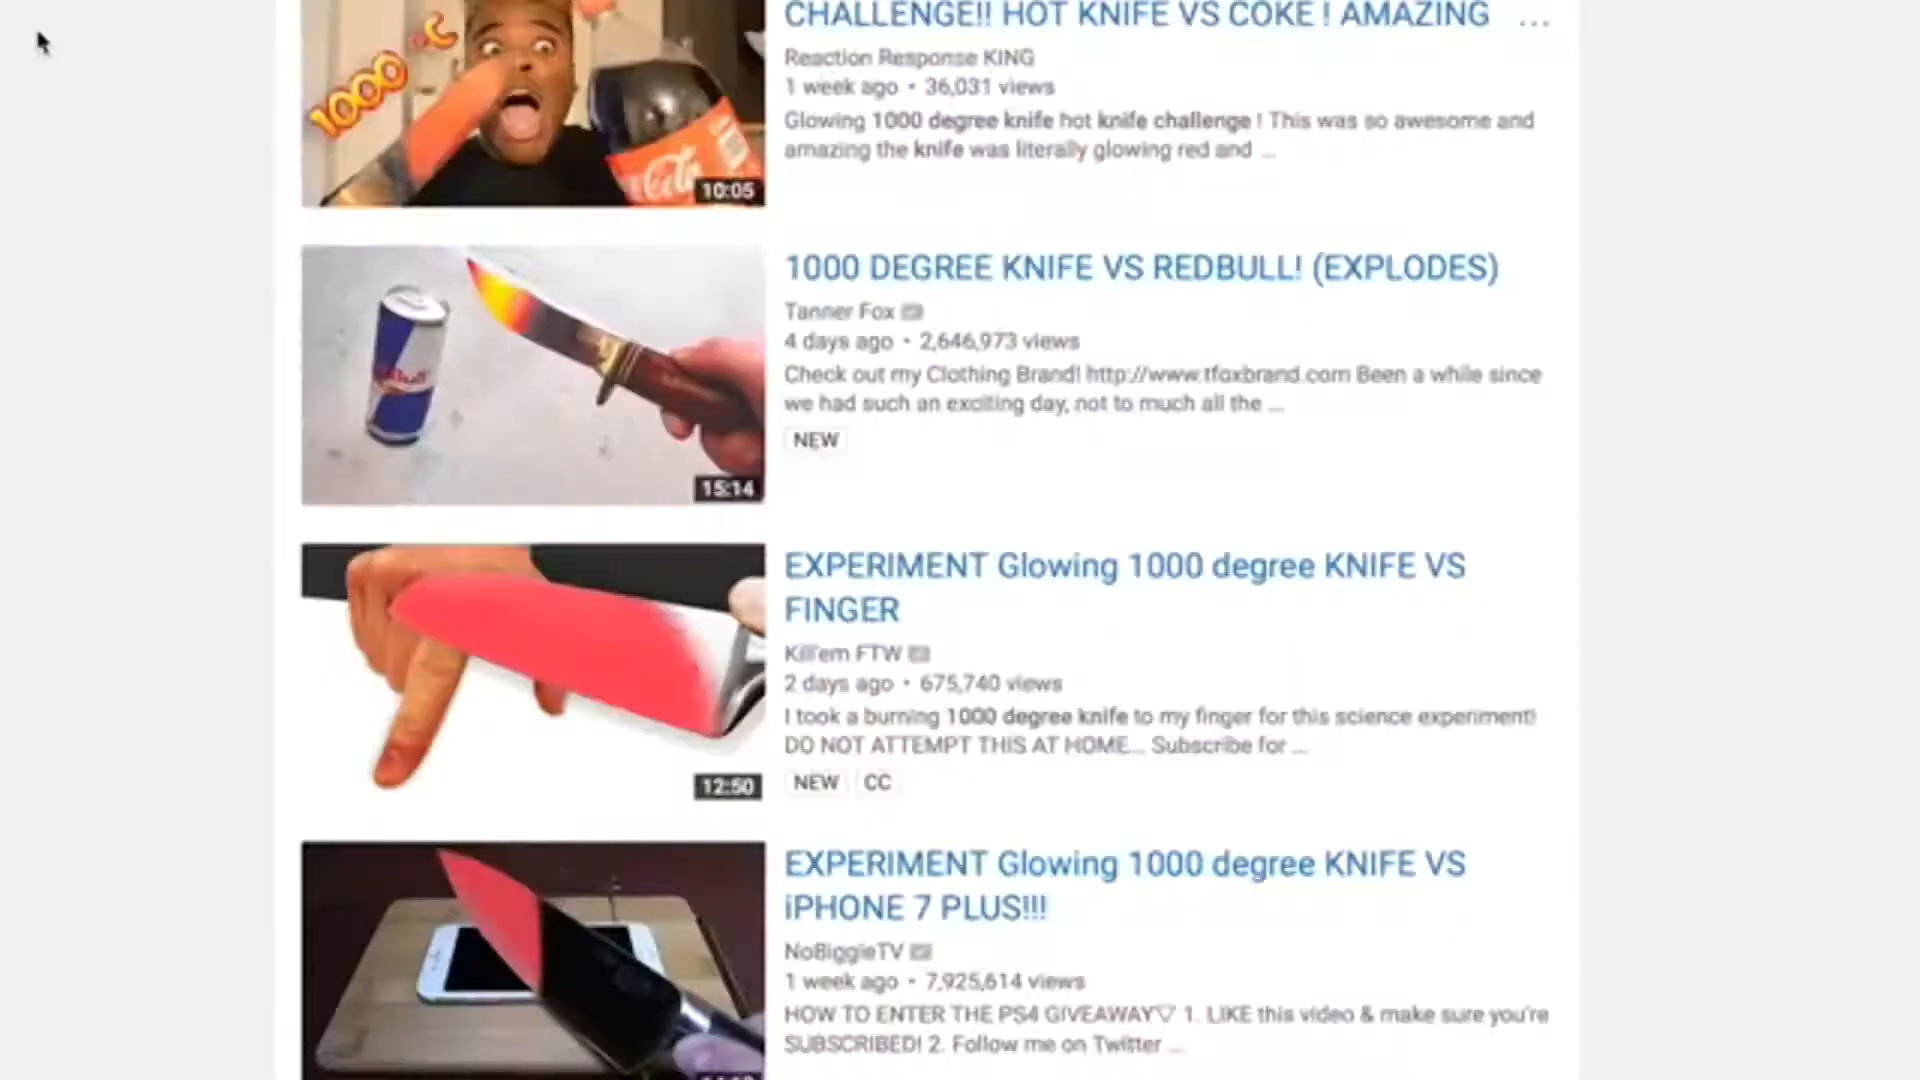 CHALLENGE!! HOT KNIFE VS COKE ! AMAZING ...
Reaction Response KING
1 week ago • 36,031 views
Glowing 1000 degree knife hot knife challenge ! This was so awesome and
amazing the knife was literally glowing red and ...
1000 °C
Cola
10:05
1000 DEGREE KNIFE VS REDBULL! (EXPLODES)
Tanner Fox
4 days ago • 2,646,973 views
Check out my Clothing Brand! http://www.tfoxbrand.com Been a while since
we had such an exciting day, not to much all the ...
NEW
Bull
15:14
EXPERIMENT Glowing 1000 degree KNIFE VS
FINGER
Kill'em FTW
2 days ago • 675,740 views
I took a burning 1000 degree knife to my finger for this science experiment!
DO NOT ATTEMPT THIS AT HOME... Subscribe for ...
NEW CC
12:50
EXPERIMENT Glowing 1000 degree KNIFE VS
iPHONE 7 PLUS!!!
NoBiggieTV
1 week ago • 7,925,614 views
HOW TO ENTER THE PS4 GIVEAWAY▽ 1. LIKE this video & make sure you're
SUBSCRIBED! 2. Follow me on Twitter ...